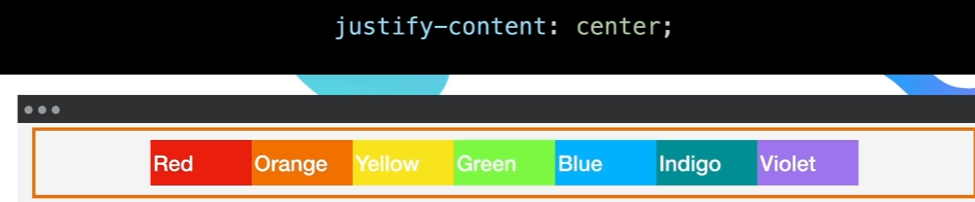 justify-content: center;
Red Orange Yellow Green Blue Indigo Violet